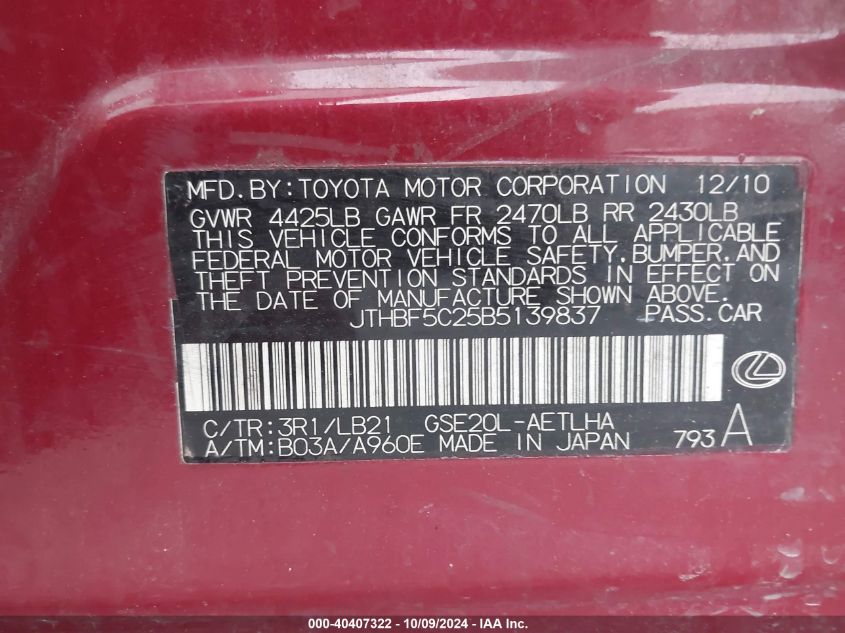 MFD.BY:TOYOTA MOTOR CORPORATION 12/10
GVWR 4425LB GAWR FR 2470LB RR 2430LB
THIS VEHICLE CONFORMS TO ALL APPLICABLE
FEDERAL MOTOR VEHICLE SAFETY.BUMPER.AND
THEFT PREVENTION STANDARDS IN EFFECT ON
THE DATE OF MANUFACTURE SHOWN ABOVE.
JTHBF5C25B5139837 PASS.CAR
C/TR:3R1/LB21 GSE20L-AETLHA
A/TM:B03A/A960E MADE IN JAPAN 793 A
000-40407322 - 10/09/2024 - IAA Inc.